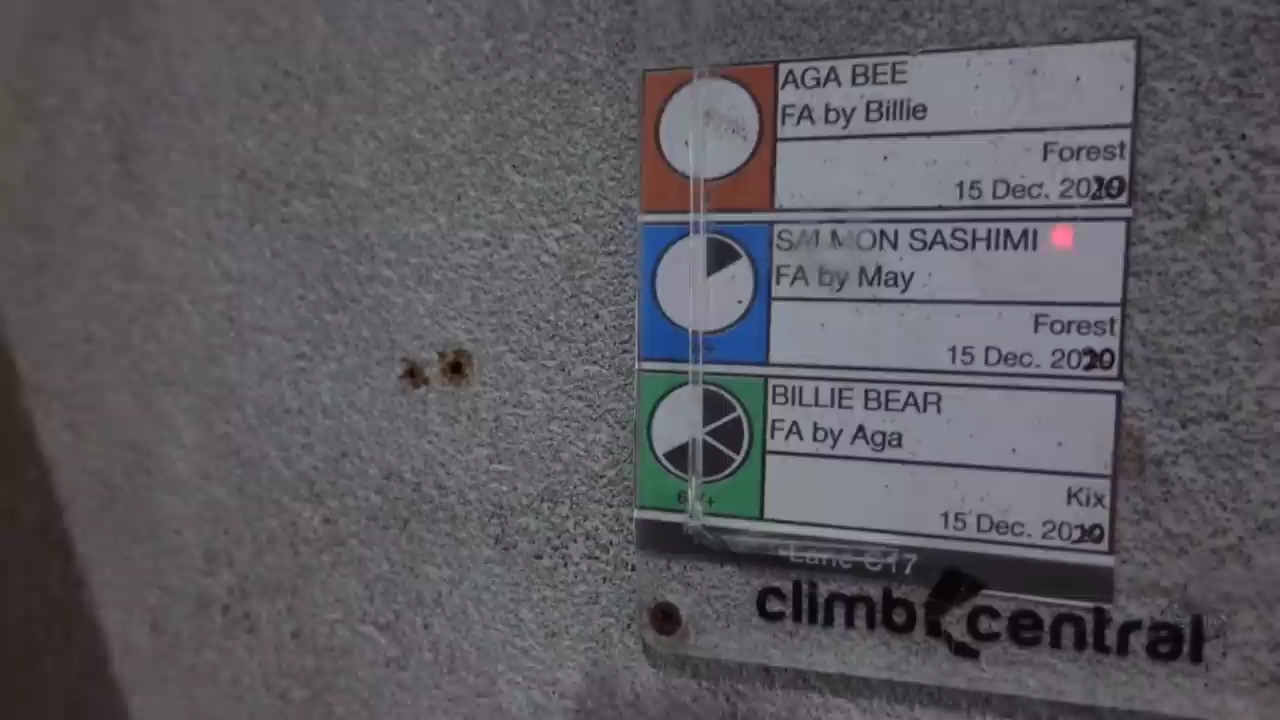 AGA BEE
FA by Billie
Forest
15 Dec. 2020
SALMON SASHIMI
FA by May
Forest
15 Dec. 2020
BILLIE BEAR
FA by Aga
Kix
15 Dec. 2020
Lane C17
climb central